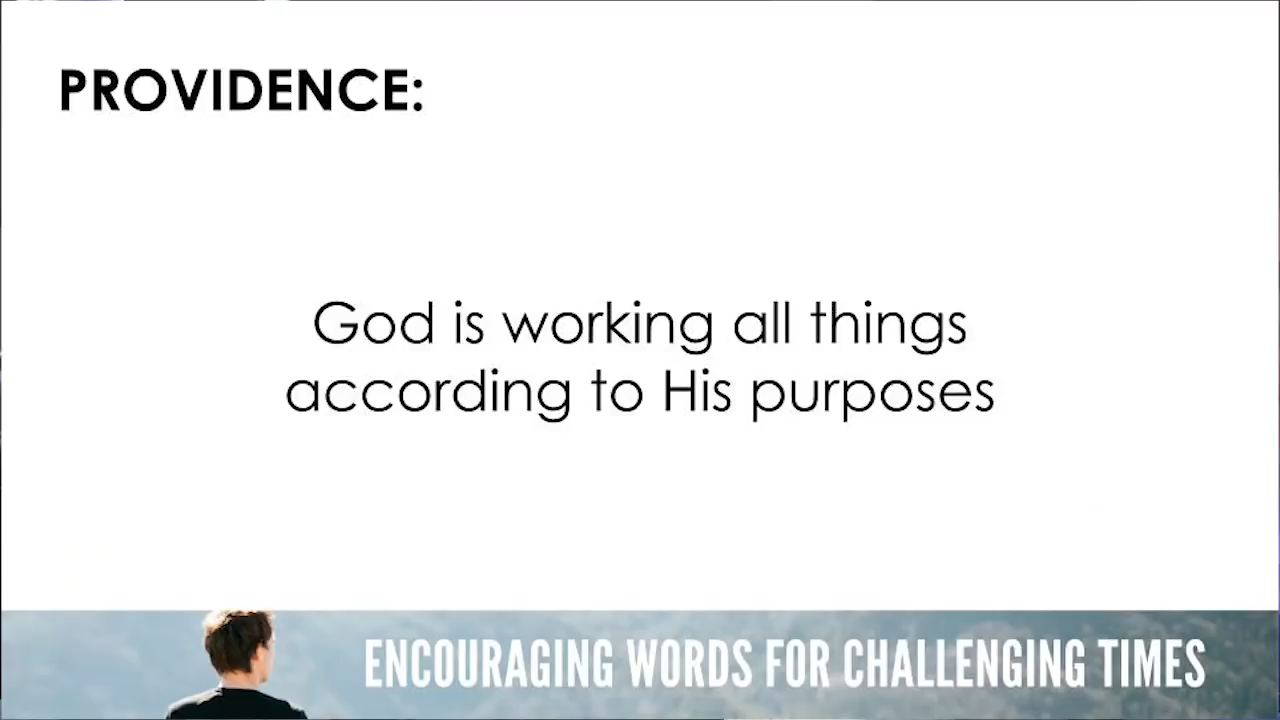 PROVIDENCE:
God is working all things
according to His purposes
ENCOURAGING WORDS FOR CHALLENGING TIMES